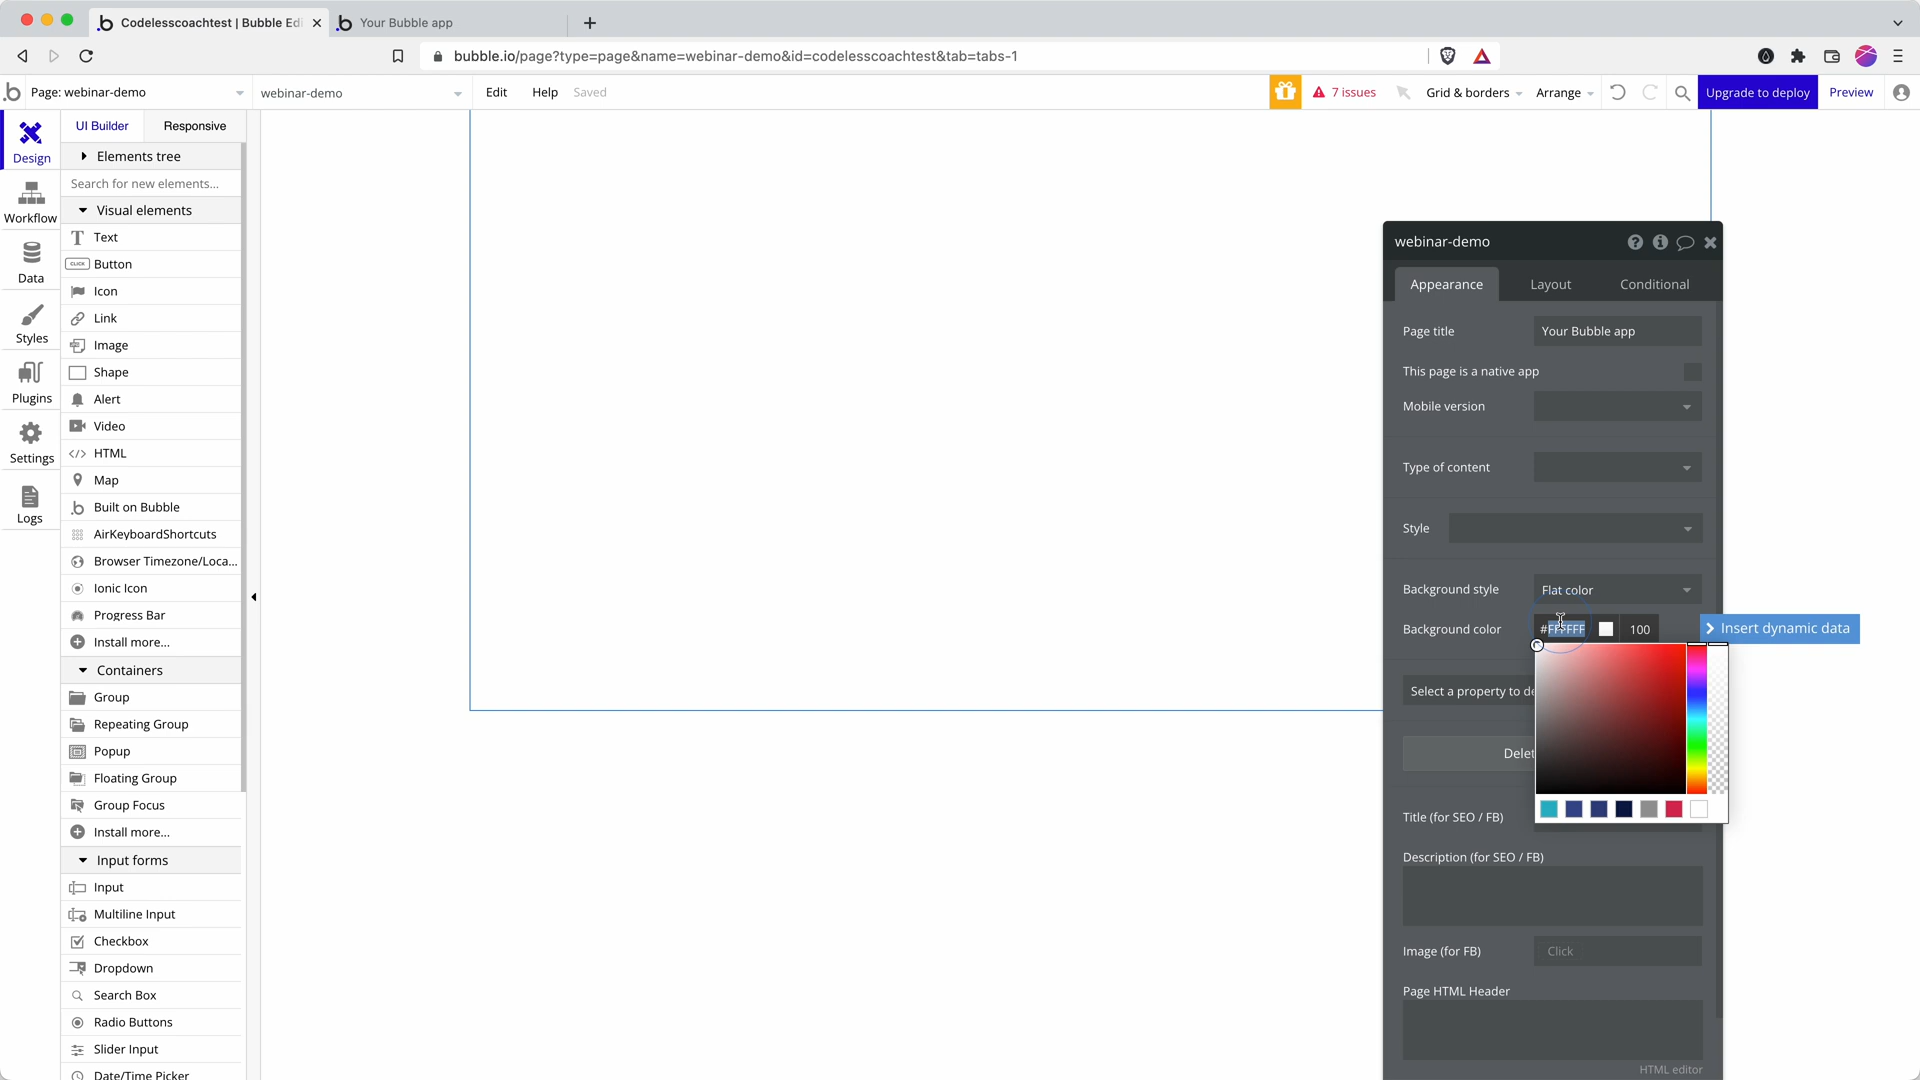 Codelesscoachtest | Bubble Edi
Your Bubble app
bubble.io/page?type=page&name=webinar-demo&id=codelesscoachtest&tab=tabs-1
Page: webinar-demo
webinar-demo
Edit
Help
Saved
7 issues
Grid & borders
Arrange
Upgrade to deploy
Preview
Design
Workflow
Data
Styles
Plugins
Settings
Logs
UI Builder
Responsive
Elements tree
Search for new elements...
Visual elements
Text
CLICK
Button
Icon
Link
Image
Shape
Alert
Video
HTML
Map
Built on Bubble
AirKeyboardShortcuts
Browser Timezone/Loca...
Ionic Icon
Progress Bar
Install more...
Containers
Group
Repeating Group
Popup
Floating Group
Group Focus
Install more...
Input forms
Input
Multiline Input
Checkbox
Dropdown
Search Box
Radio Buttons
Slider Input
Date/Time Picker
webinar-demo
Appearance
Layout
Conditional
Page title
Your Bubble app
This page is a native app
Mobile version
Type of content
Style
Background style
Flat color
Background color
#FFFFFF
100
Insert dynamic data
Select a property to de
Delet
Title (for SEO / FB)
Description (for SEO / FB)
Image (for FB)
Click
Page HTML Header
HTML editor